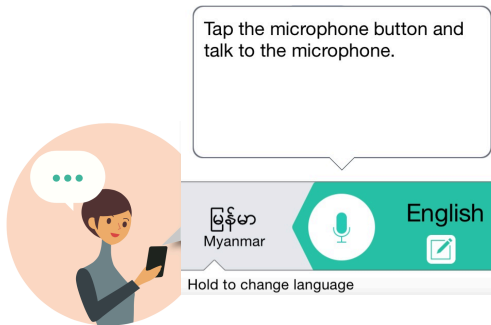 Tap the microphone button and
talk to the microphone.
မြန်မာ
Myanmar
English
Hold to change language